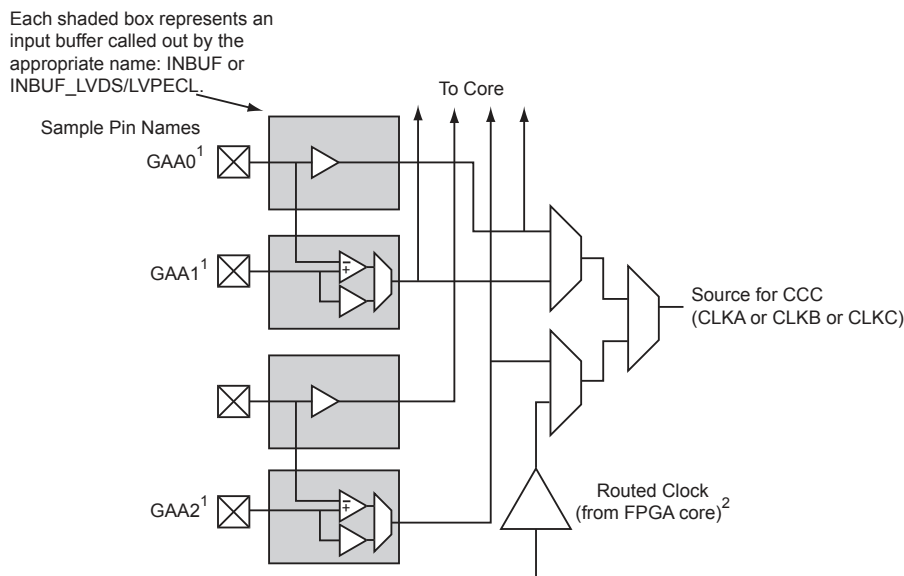 Each shaded box represents an
input buffer called out by the
appropriate name: INBUF or
INBUF_LVDS/LVPECL.
To Core
Sample Pin Names
GAA0¹
GAA1¹
−
+
Source for CCC
(CLKA or CLKB or CLKC)
GAA2¹
−
+
Routed Clock
(from FPGA core)²